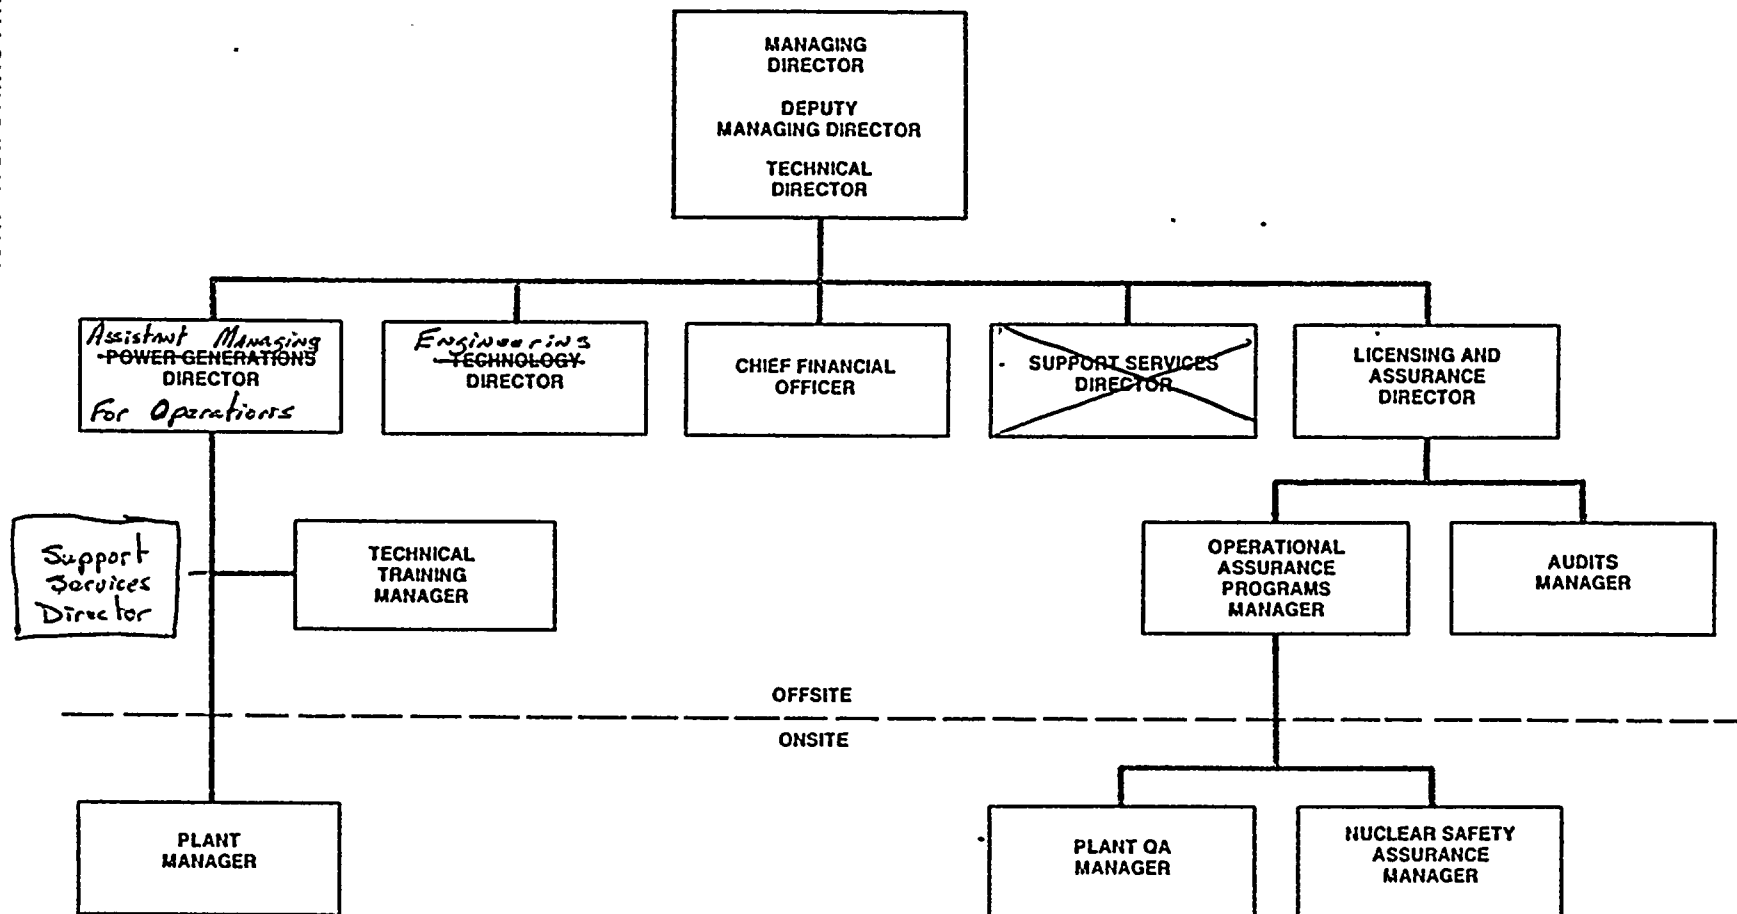 MANAGING
DIRECTOR
DEPUTY
MANAGING DIRECTOR
TECHNICAL
DIRECTOR
Assistant Managing
POWER GENERATIONS
DIRECTOR
For Operations
Engineering
TECHNOLOGY
DIRECTOR
CHIEF FINANCIAL
OFFICER
SUPPORT SERVICES
DIRECTOR
LICENSING AND
ASSURANCE
DIRECTOR
Support
Services
Director
TECHNICAL
TRAINING
MANAGER
OPERATIONAL
ASSURANCE
PROGRAMS
MANAGER
AUDITS
MANAGER
OFFSITE
ONSITE
PLANT
MANAGER
PLANT QA
MANAGER
NUCLEAR SAFETY
ASSURANCE
MANAGER